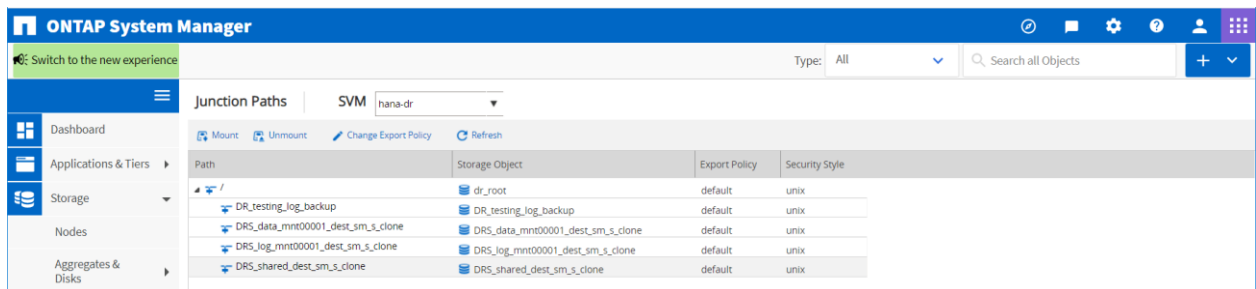 ONTAP System Manager
Switch to the new experience
Type: All
Search all Objects
Junction Paths SVM hana-dr
Dashboard
Mount Unmount Change Export Policy Refresh
Applications & Tiers
Path Storage Object Export Policy Security Style
/ dr_root default unix
Storage
DR_testing_log_backup DR_testing_log_backup default unix
DRS_data_mnt00001_dest_sm_s_clone DRS_data_mnt00001_dest_sm_s_clone default unix
Nodes
DRS_log_mnt00001_dest_sm_s_clone DRS_log_mnt00001_dest_sm_s_clone default unix
Aggregates &
Disks
DRS_shared_dest_sm_s_clone DRS_shared_dest_sm_s_clone default unix